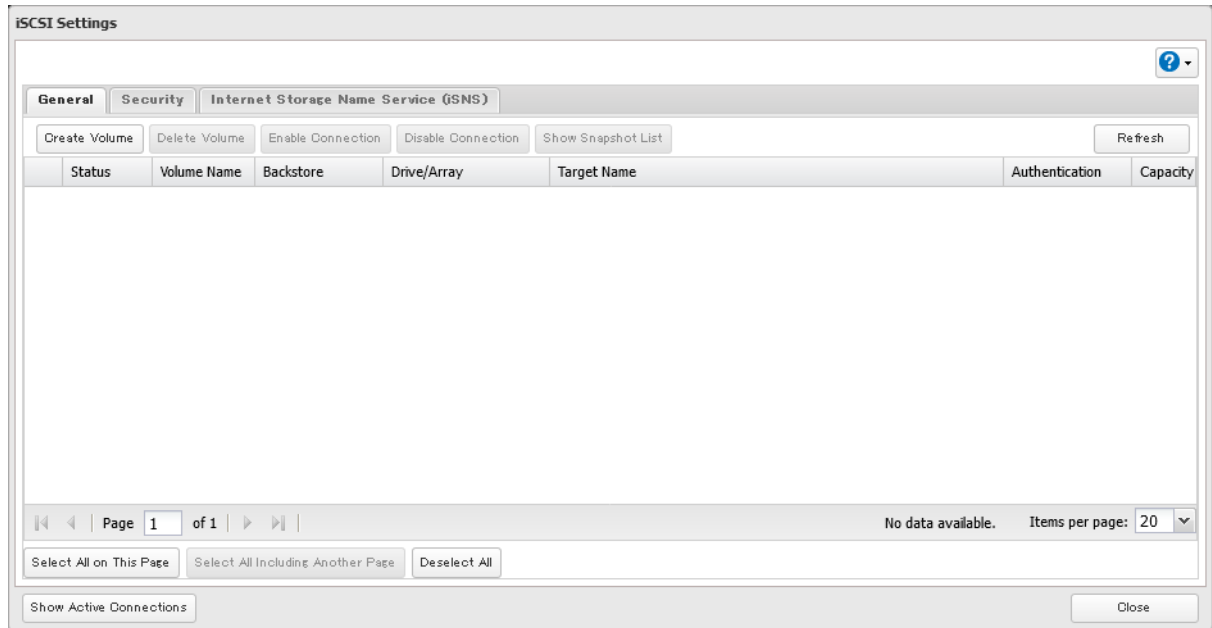 iSCSI Settings
?
General Security Internet Storage Name Service (iSNS)
Create Volume Delete Volume Enable Connection Disable Connection Show Snapshot List Refresh
Status Volume Name Backstore Drive/Array Target Name Authentication Capacity
Page 1 of 1 No data available. Items per page: 20
Select All on This Page Select All Including Another Page Deselect All
Show Active Connections Close